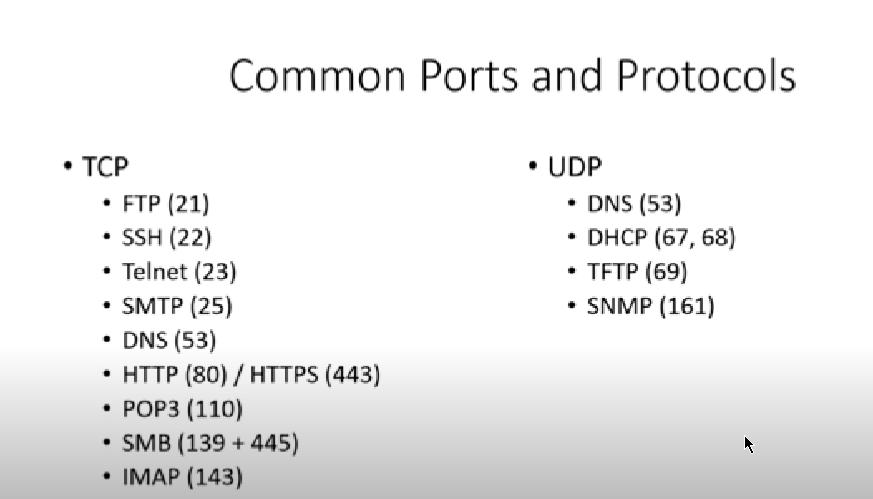 Common Ports and Protocols
• TCP
• FTP (21)
• SSH (22)
• Telnet (23)
• SMTP (25)
• DNS (53)
• HTTP (80) / HTTPS (443)
• POP3 (110)
• SMB (139 + 445)
• IMAP (143)
• UDP
• DNS (53)
• DHCP (67, 68)
• TFTP (69)
• SNMP (161)